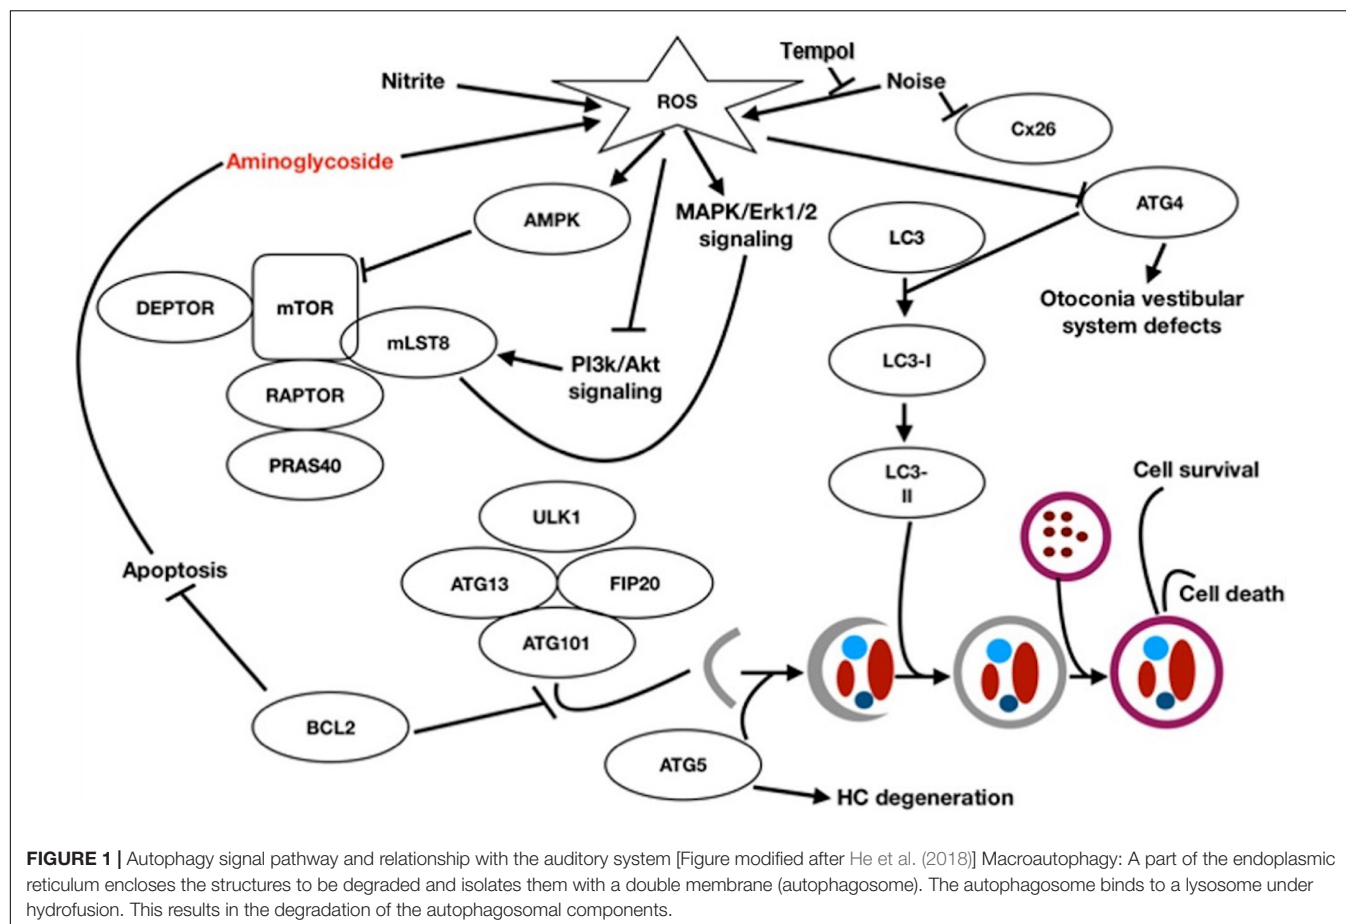 Tempol
Nitrite
ROS
Noise
Cx26
Aminoglycoside
AMPK
MAPK/Erk1/2
signaling
LC3
ATG4
DEPTOR
mTOR
mLST8
Otoconia vestibular
system defects
PI3k/Akt
signaling
LC3-I
RAPTOR
PRAS40
LC3-
II
Cell survival
ULK1
Apoptosis
ATG13
FIP20
Cell death
ATG101
BCL2
ATG5
HC degeneration
FIGURE 1 | Autophagy signal pathway and relationship with the auditory system [Figure modified after He et al. (2018)] Macroautophagy: A part of the endoplasmic
reticulum encloses the structures to be degraded and isolates them with a double membrane (autophagosome). The autophagosome binds to a lysosome under
hydrofusion. This results in the degradation of the autophagosomal components.